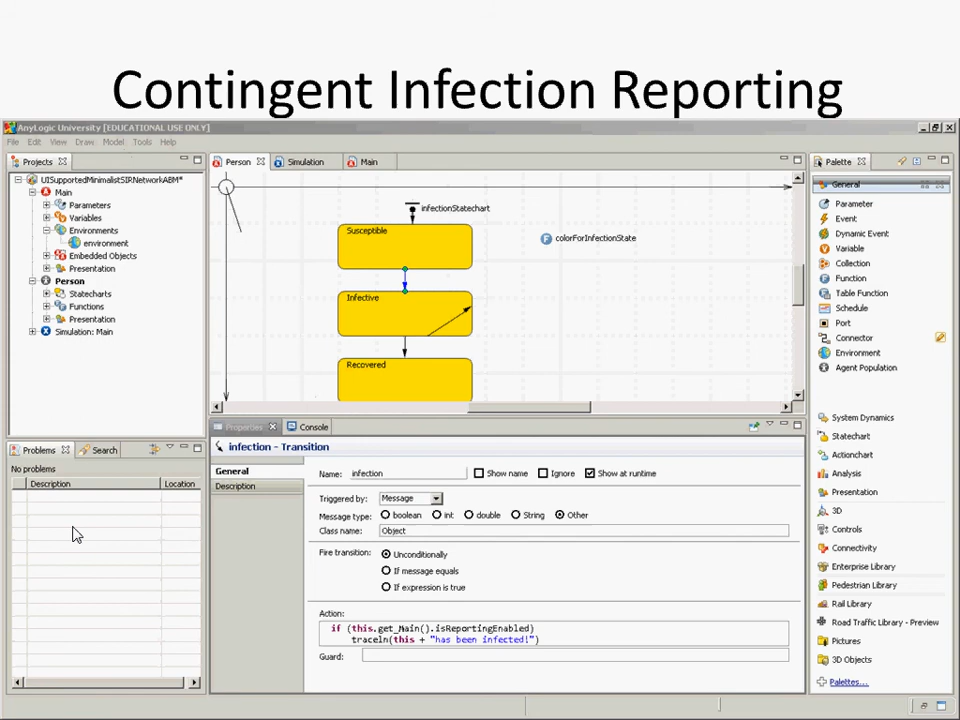 Contingent Infection Reporting
AnyLogic University [EDUCATIONAL USE ONLY]
File Edit View Draw Model Tools Help
Projects
UISupportedMinimalistSIRNetworkABM*
Main
Parameters
Variables
Environments
environment
Embedded Objects
Presentation
Person
Statecharts
Functions
Presentation
Simulation: Main
Problems Search
No problems
Description Location
Person Simulation Main
infectionStatechart
Susceptible
colorForInfectionState
Infective
Recovered
Properties Console
infection - Transition
General
Description
Name: infection Show name Ignore Show at runtime
Triggered by: Message
Message type: boolean int double String Other
Class name: Object
Fire transition: Unconditionally
If message equals
If expression is true
Action:
if (this.get_Main().isReportingEnabled)
traceln(this + "has been infected!")
Guard:
Palette
General
Parameter
Event
Dynamic Event
Variable
Collection
Function
Table Function
Schedule
Port
Connector
Environment
Agent Population
System Dynamics
Statechart
Actionchart
Analysis
Presentation
3D
Controls
Connectivity
Enterprise Library
Pedestrian Library
Rail Library
Road Traffic Library - Preview
Pictures
3D Objects
Palettes...